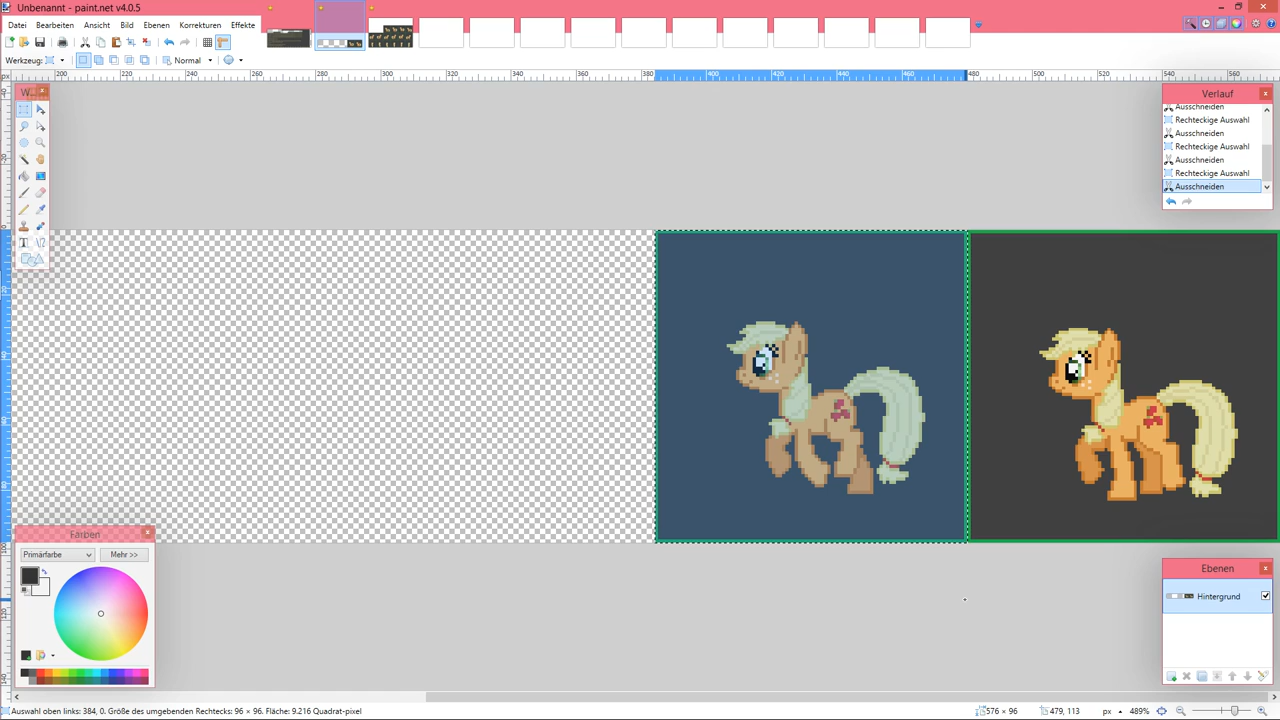 Unbenannt - paint.net v4.0.5
Datei Bearbeiten Ansicht Bild Ebenen Korrekturen Effekte
Werkzeug: Normal
px 200 220 240 260 280 300 320 340 360 380 400 420 440 460 480 500 520 540 560
W...
Verlauf
Ausschneiden
Rechteckige Auswahl
Ausschneiden
Rechteckige Auswahl
Ausschneiden
Rechteckige Auswahl
Ausschneiden
Farben
Primärfarbe Mehr >>
Ebenen
Hintergrund
Auswahl oben links: 384, 0. Größe des umgebenden Rechtecks: 96 × 96. Fläche: 9.216 Quadrat-pixel 576 × 96 479, 113 px 489%